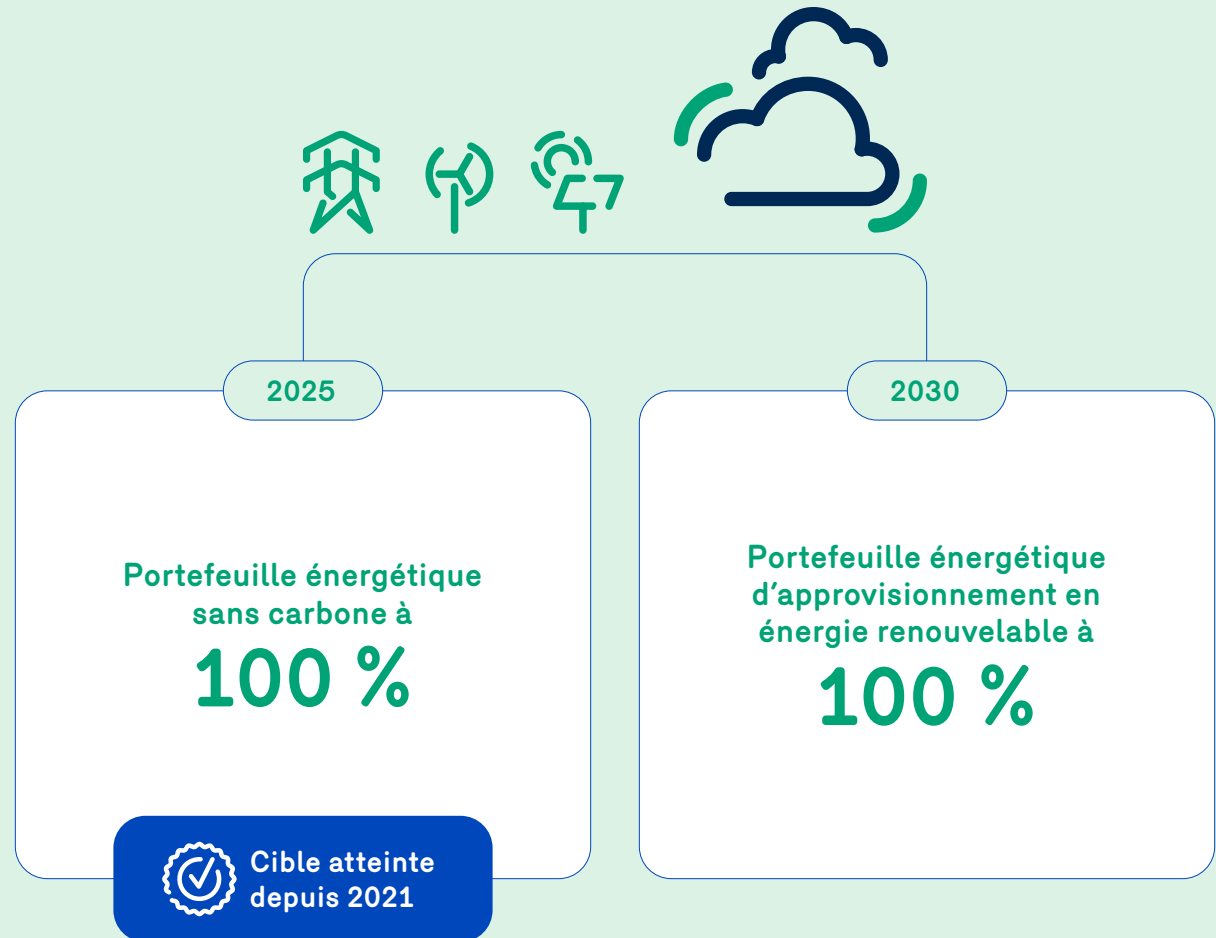 2025
Portefeuille énergétique
sans carbone à
100 %
Cible atteinte
depuis 2021
2030
Portefeuille énergétique
d’approvisionnement en
énergie renouvelable à
100 %